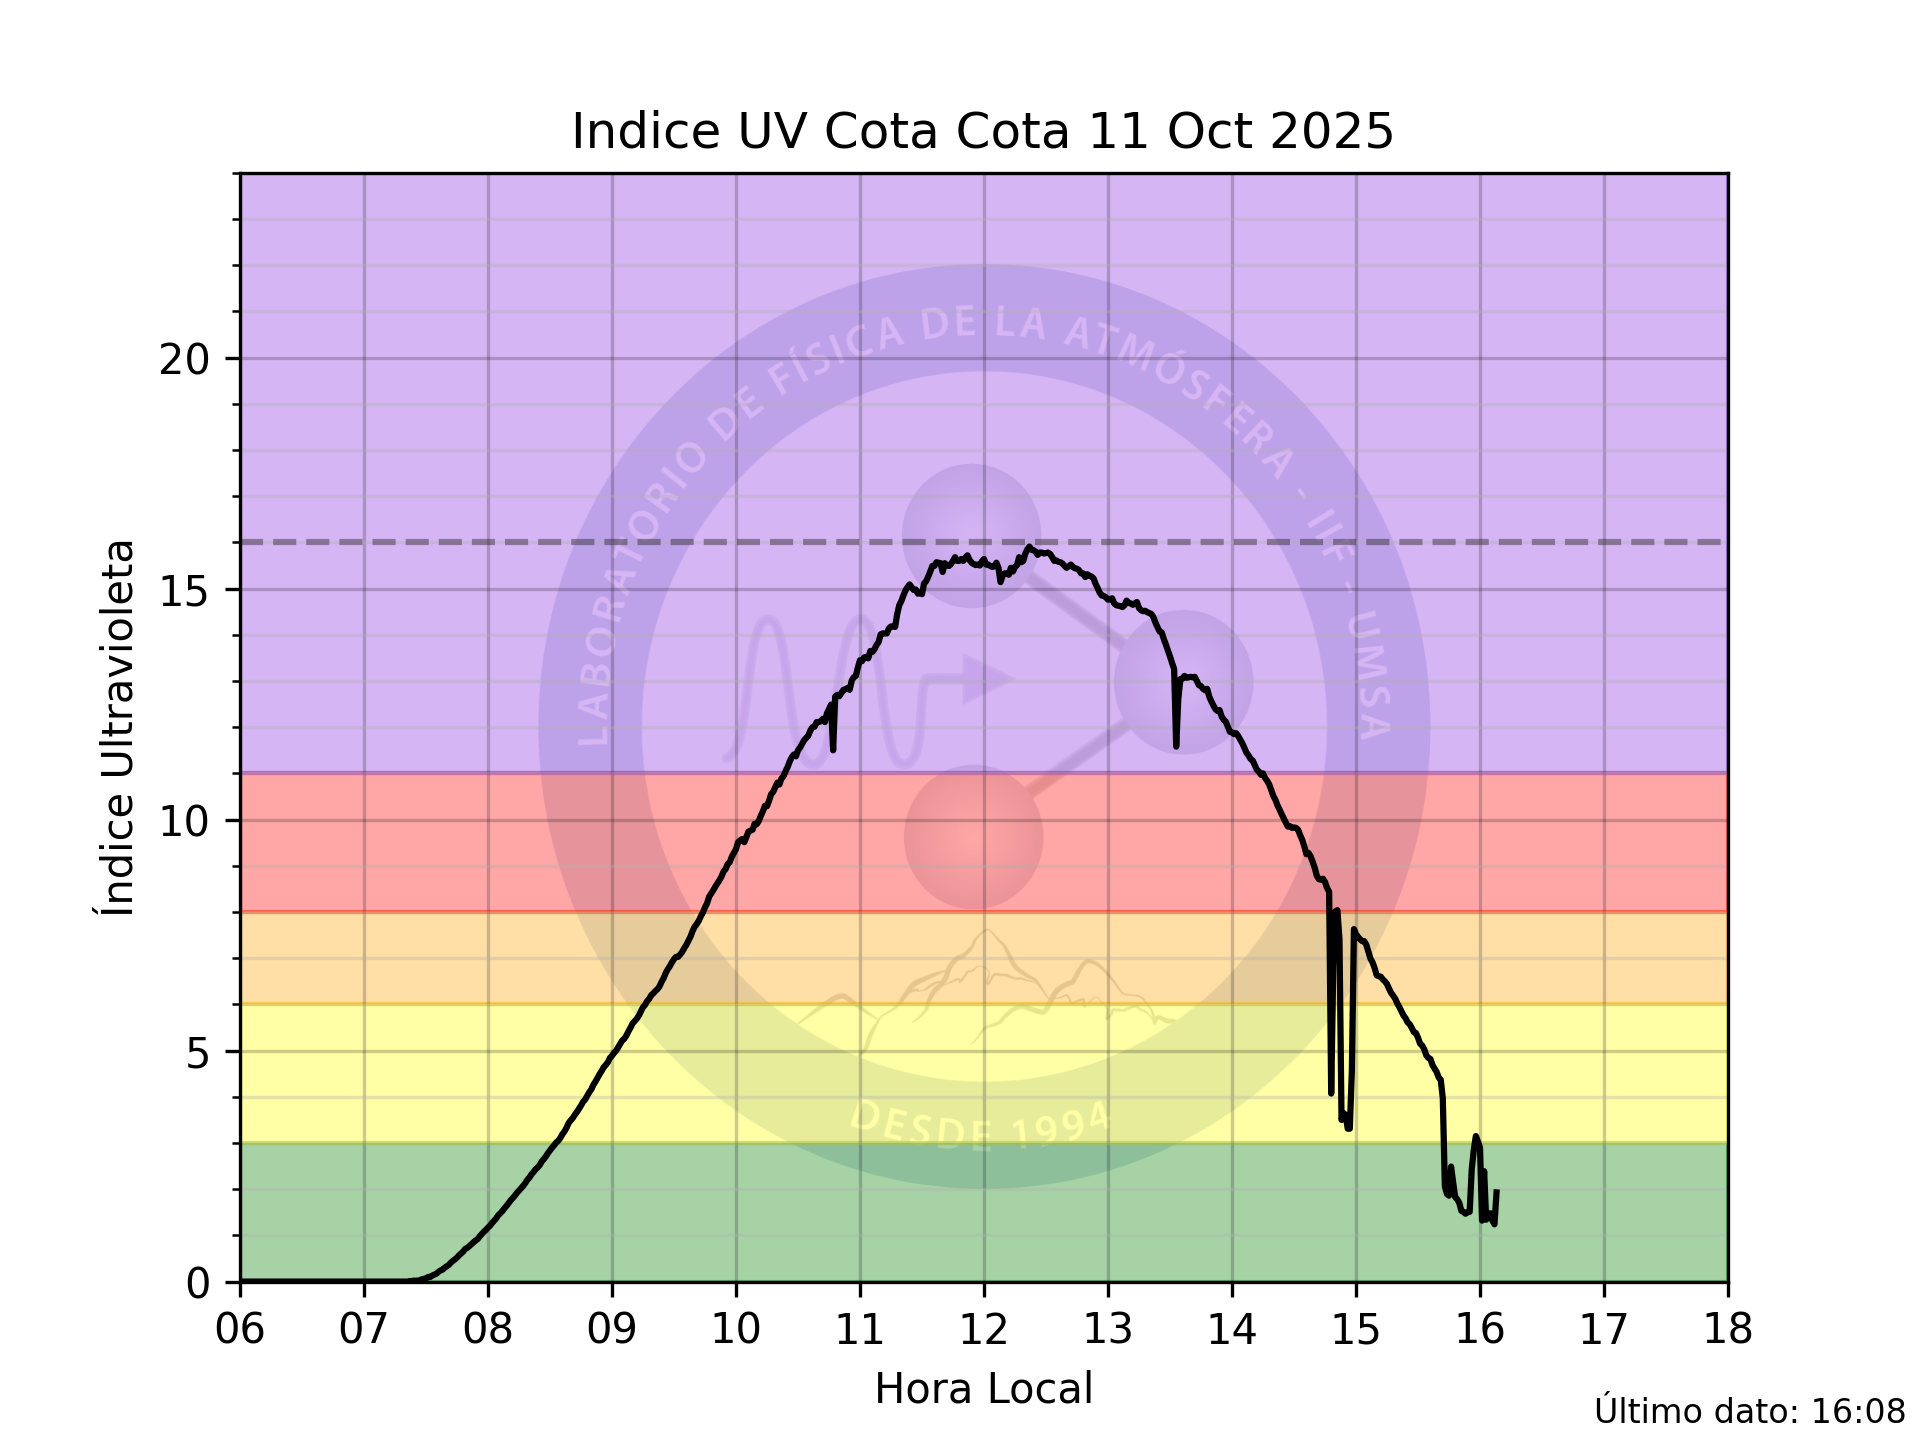 Indice UV Cota Cota 11 Oct 2025
Índice Ultravioleta
20
15
10
5
0
LABORATORIO DE FÍSICA DE LA ATMÓSFERA - IIF - UMSA
DESDE 1994
06 07 08 09 10 11 12 13 14 15 16 17 18
Hora Local
Último dato: 16:08